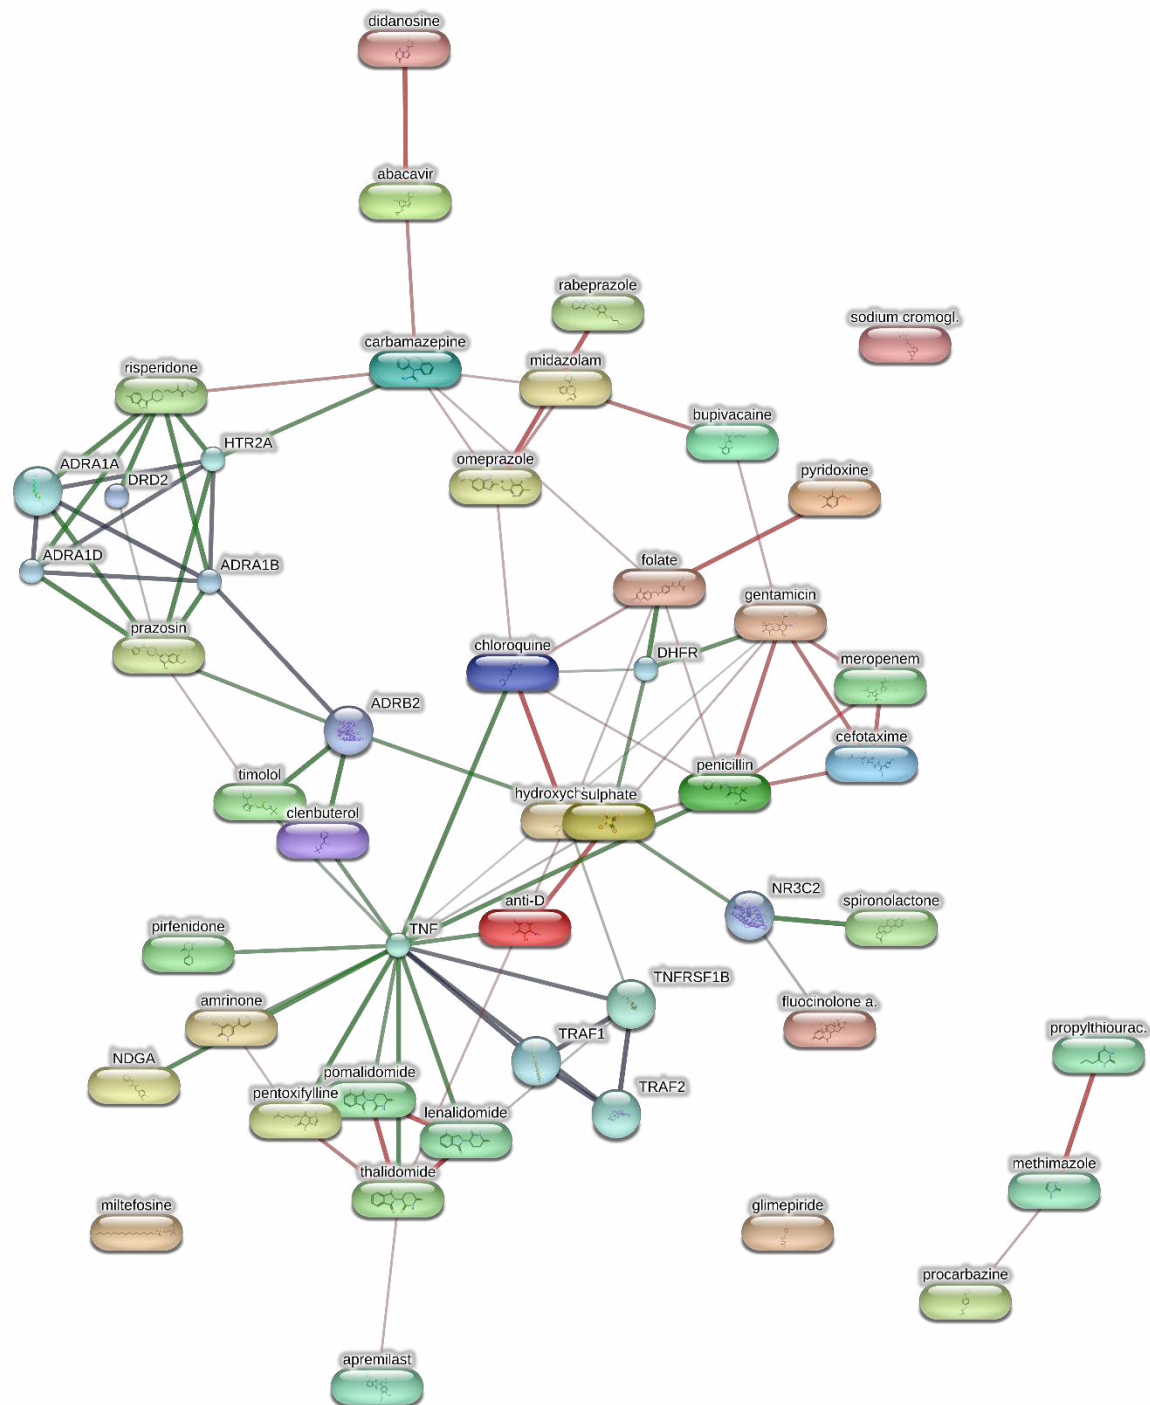 didanosine
abacavir
rabeprazole
sodium cromogl.
carbamazepine
midazolam
risperidone
bupivacaine
HTR2A
ADRA1A
DRD2
omeprazole
pyridoxine
ADRA1D
ADRA1B
folate
gentamicin
prazosin
chloroquine
DHFR
meropenem
ADRB2
cefotaxime
penicillin
timolol
hydroxych
sulphate
clenbuterol
NR3C2
spironolactone
anti-D
pirfenidone
TNF
TNFRSF1B
amrinone
fluocinolone a.
propylthiourac.
TRAF1
NDGA
pomalidomide
TRAF2
pentoxifylline
lenalidomide
methimazole
thalidomide
miltefosine
glimepiride
procarbazine
apremilast